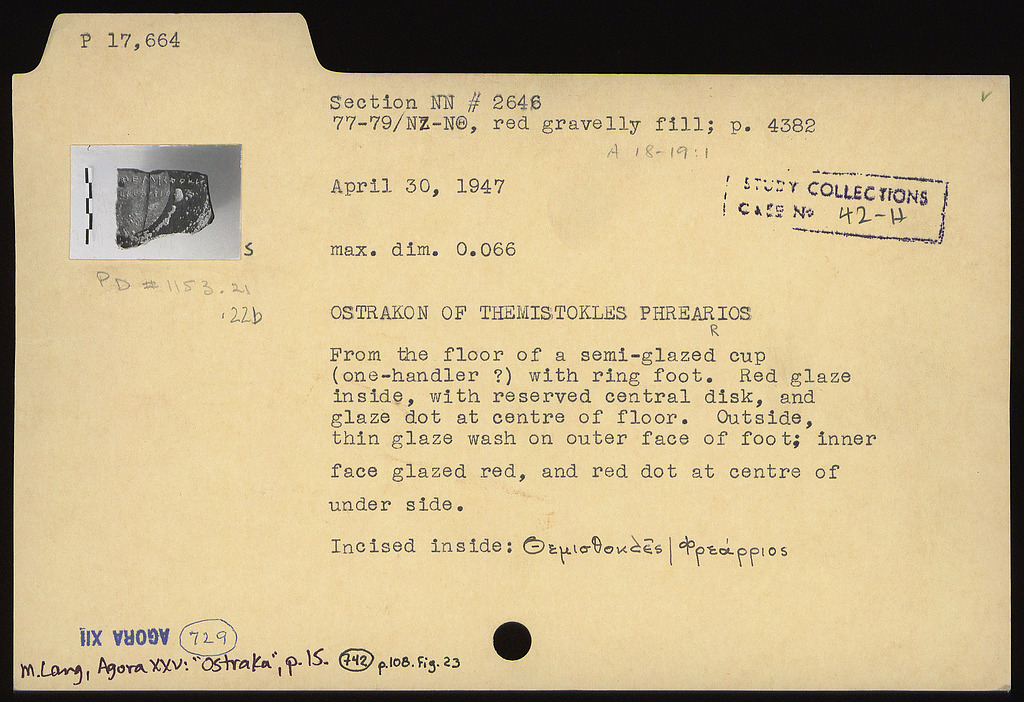 P 17,664
Section NN # 2646
77-79/NZ-NΘ, red gravelly fill; p. 4382
A 18-19:1
April 30, 1947
STUDY COLLECTIONS
CASE No 42-H
max. dim. 0.066
S
PD #1153.21
.22b
OSTRAKON OF THEMISTOKLES PHREARIOS
R
From the floor of a semi-glazed cup
(one-handler ?) with ring foot. Red glaze
inside, with reserved central disk, and
glaze dot at centre of floor. Outside,
thin glaze wash on outer face of foot; inner
face glazed red, and red dot at centre of
under side.
Incised inside: Θεμισθοκλε͂ς | Φρεάρριος
AGORA XII 729
M. Lang, Agora XXV: "Ostraka", p. 15. 742 p.108. Fig. 23